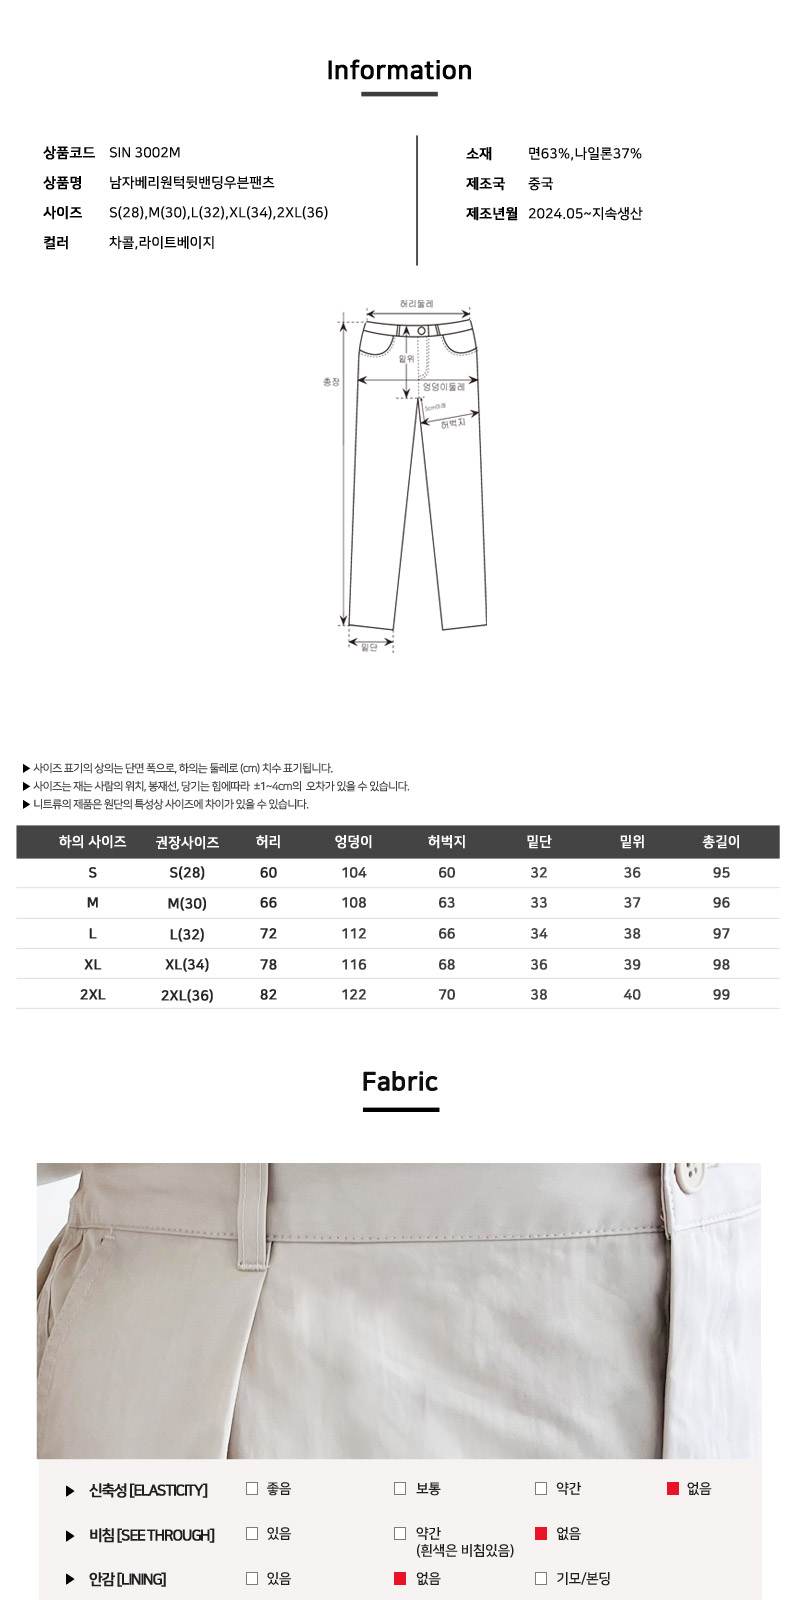 Information
상품코드 SIN 3002M
상품명 남자베리원턱뒷밴딩우븐팬츠
사이즈 S(28),M(30),L(32),XL(34),2XL(36)
컬러 차콜,라이트베이지
소재 면63%,나일론37%
제조국 중국
제조년월 2024.05~지속생산
허리둘레
밑위
총장
엉덩이둘레
5cm아래
허벅지
밑단
▶ 사이즈 표기의 상의는 단면 폭으로, 하의는 둘레로 (cm) 치수 표기됩니다.
▶ 사이즈는 재는 사람의 위치, 봉재선, 당기는 힘에따라 ±1~4cm의 오차가 있을 수 있습니다.
▶ 니트류의 제품은 원단의 특성상 사이즈에 차이가 있을 수 있습니다.
하의 사이즈 권장사이즈 허리 엉덩이 허벅지 밑단 밑위 총길이
S S(28) 60 104 60 32 36 95
M M(30) 66 108 63 33 37 96
L L(32) 72 112 66 34 38 97
XL XL(34) 78 116 68 36 39 98
2XL 2XL(36) 82 122 70 38 40 99
Fabric
▶ 신축성 [ELASTICITY] 좋음 보통 약간 없음
▶ 비침 [SEE THROUGH] 있음 약간 없음
(흰색은 비침있음)
▶ 안감 [LINING] 있음 없음 기모/본딩